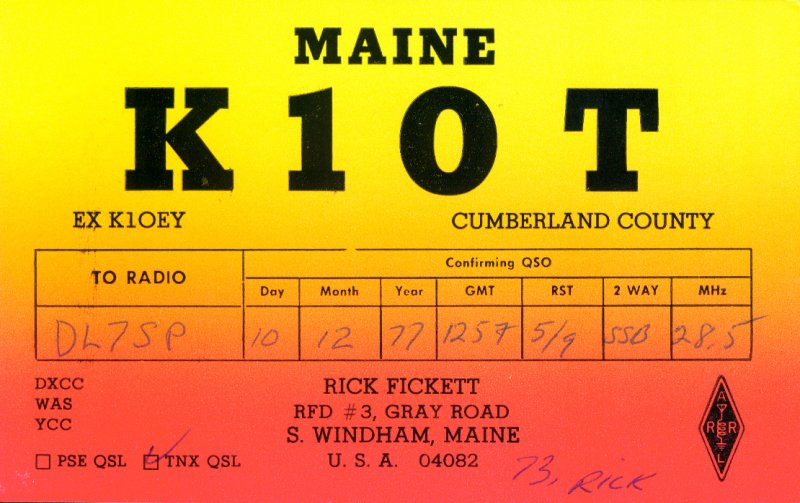 MAINE
K1OT
EX K1OEY CUMBERLAND COUNTY
TO RADIO Confirming QSO
Day Month Year GMT RST 2 WAY MHz
DL7SP 10 12 77 1257 5/9 SSB 28.5
DXCC
WAS
YCC
RICK FICKETT
RFD #3, GRAY ROAD
S. WINDHAM, MAINE
U. S. A. 04082
PSE QSL TNX QSL
73, RICK
A
R R
L